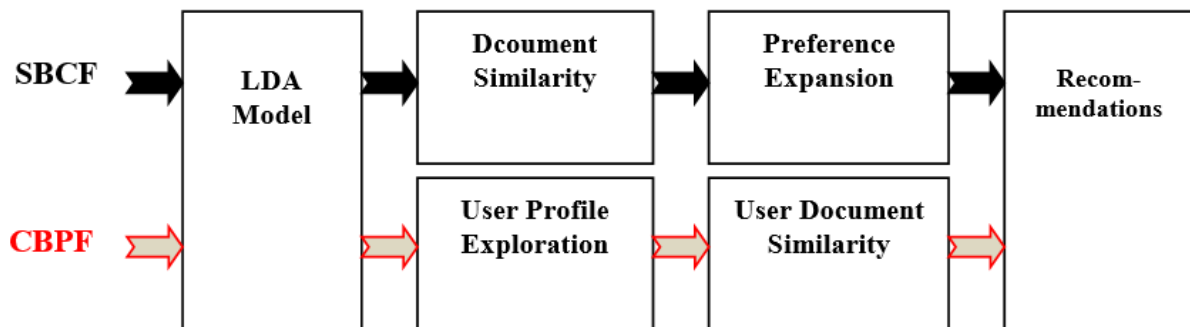 SBCF
LDA
Model
Dcoument
Similarity
Preference
Expansion
Recom-
mendations
CBPF
User Profile
Exploration
User Document
Similarity